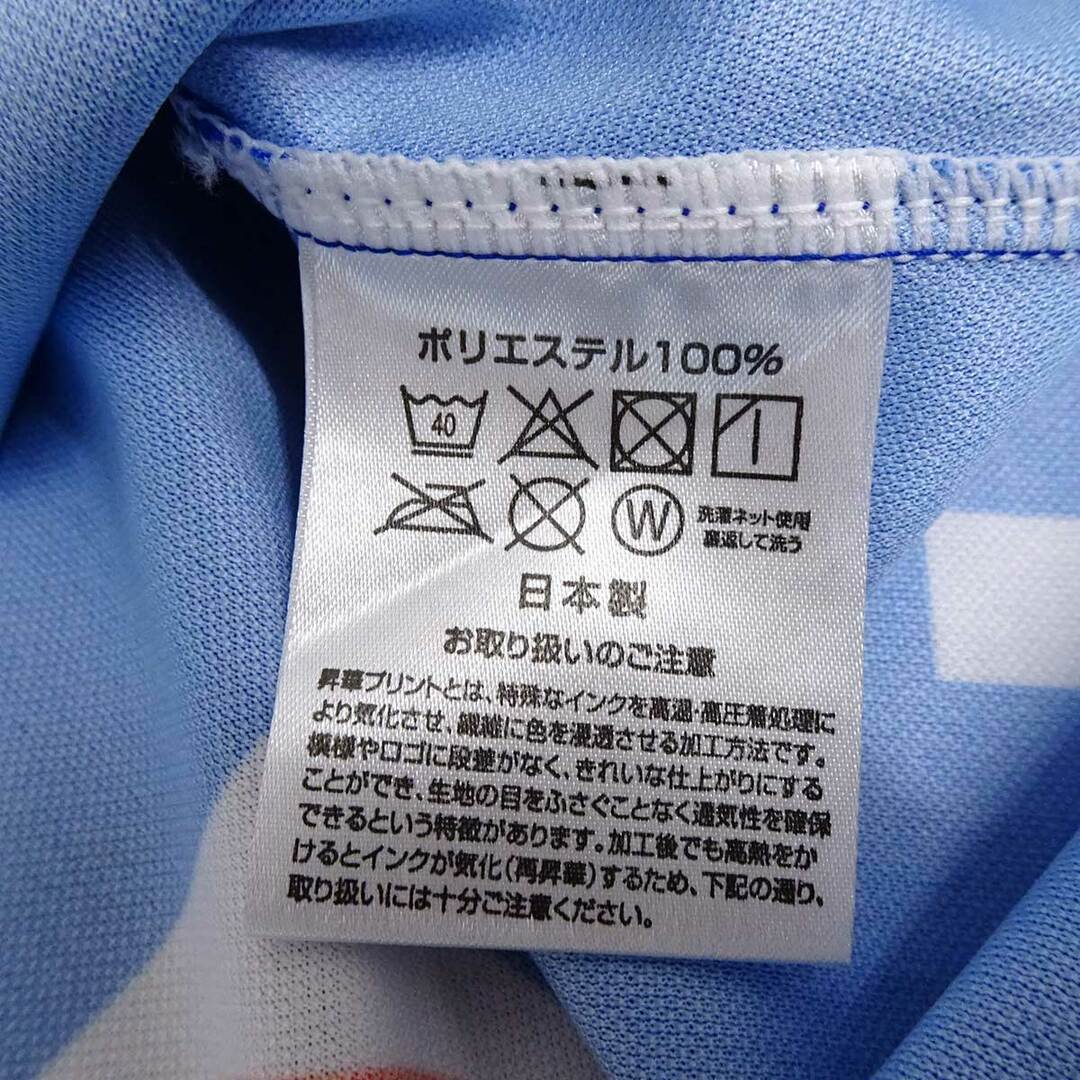 ポリエステル100%
40
W
洗濯ネット使用
裏返して洗う
日本製
お取り扱いのご注意
昇華プリントとは、特殊なインクを高温・高圧着処理に
より気化させ、繊維に色を浸透させる加工方法です。
模様やロゴに段差がなく、きれいな仕上がりにする
ことができ、生地の目をふさぐことなく通気性を確保
できるという特徴があります。加工後でも高熱をか
けるとインクが気化(再昇華)するため、下記の通り、
取り扱いには十分ご注意ください。